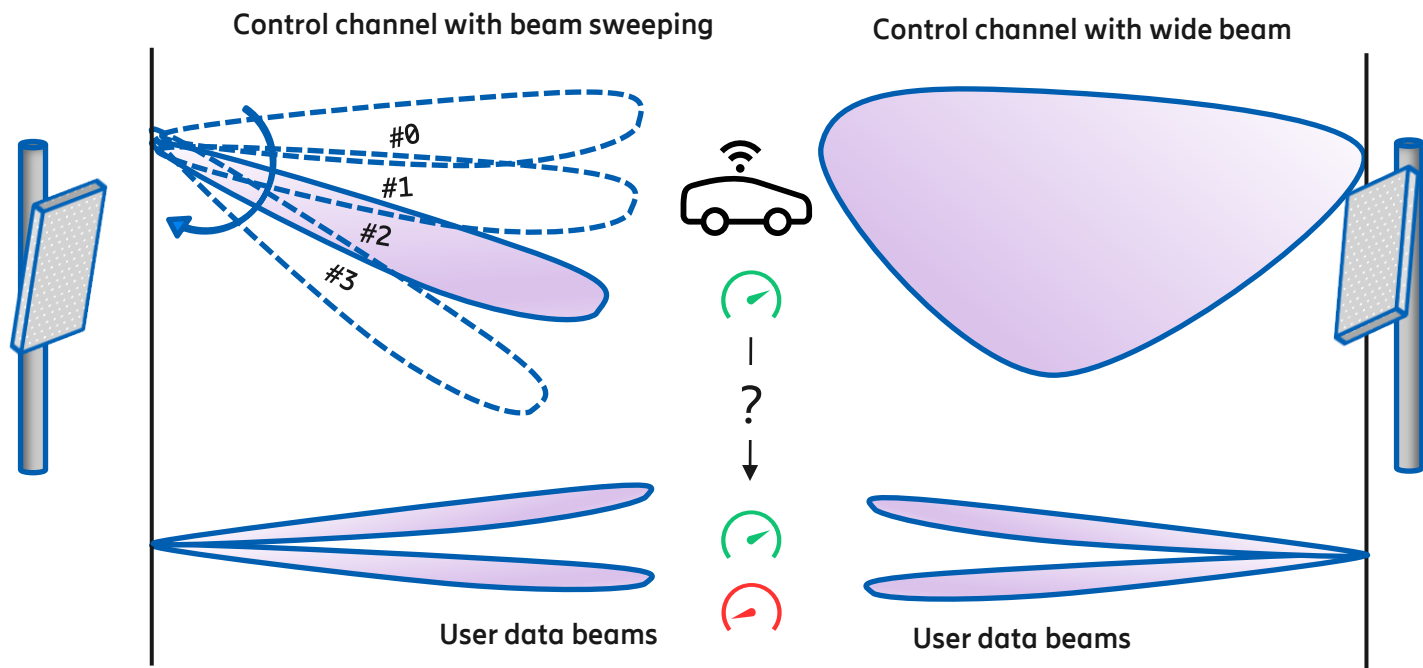 Control channel with beam sweeping
Control channel with wide beam
#0
#1
#2
#3
?
User data beams
User data beams